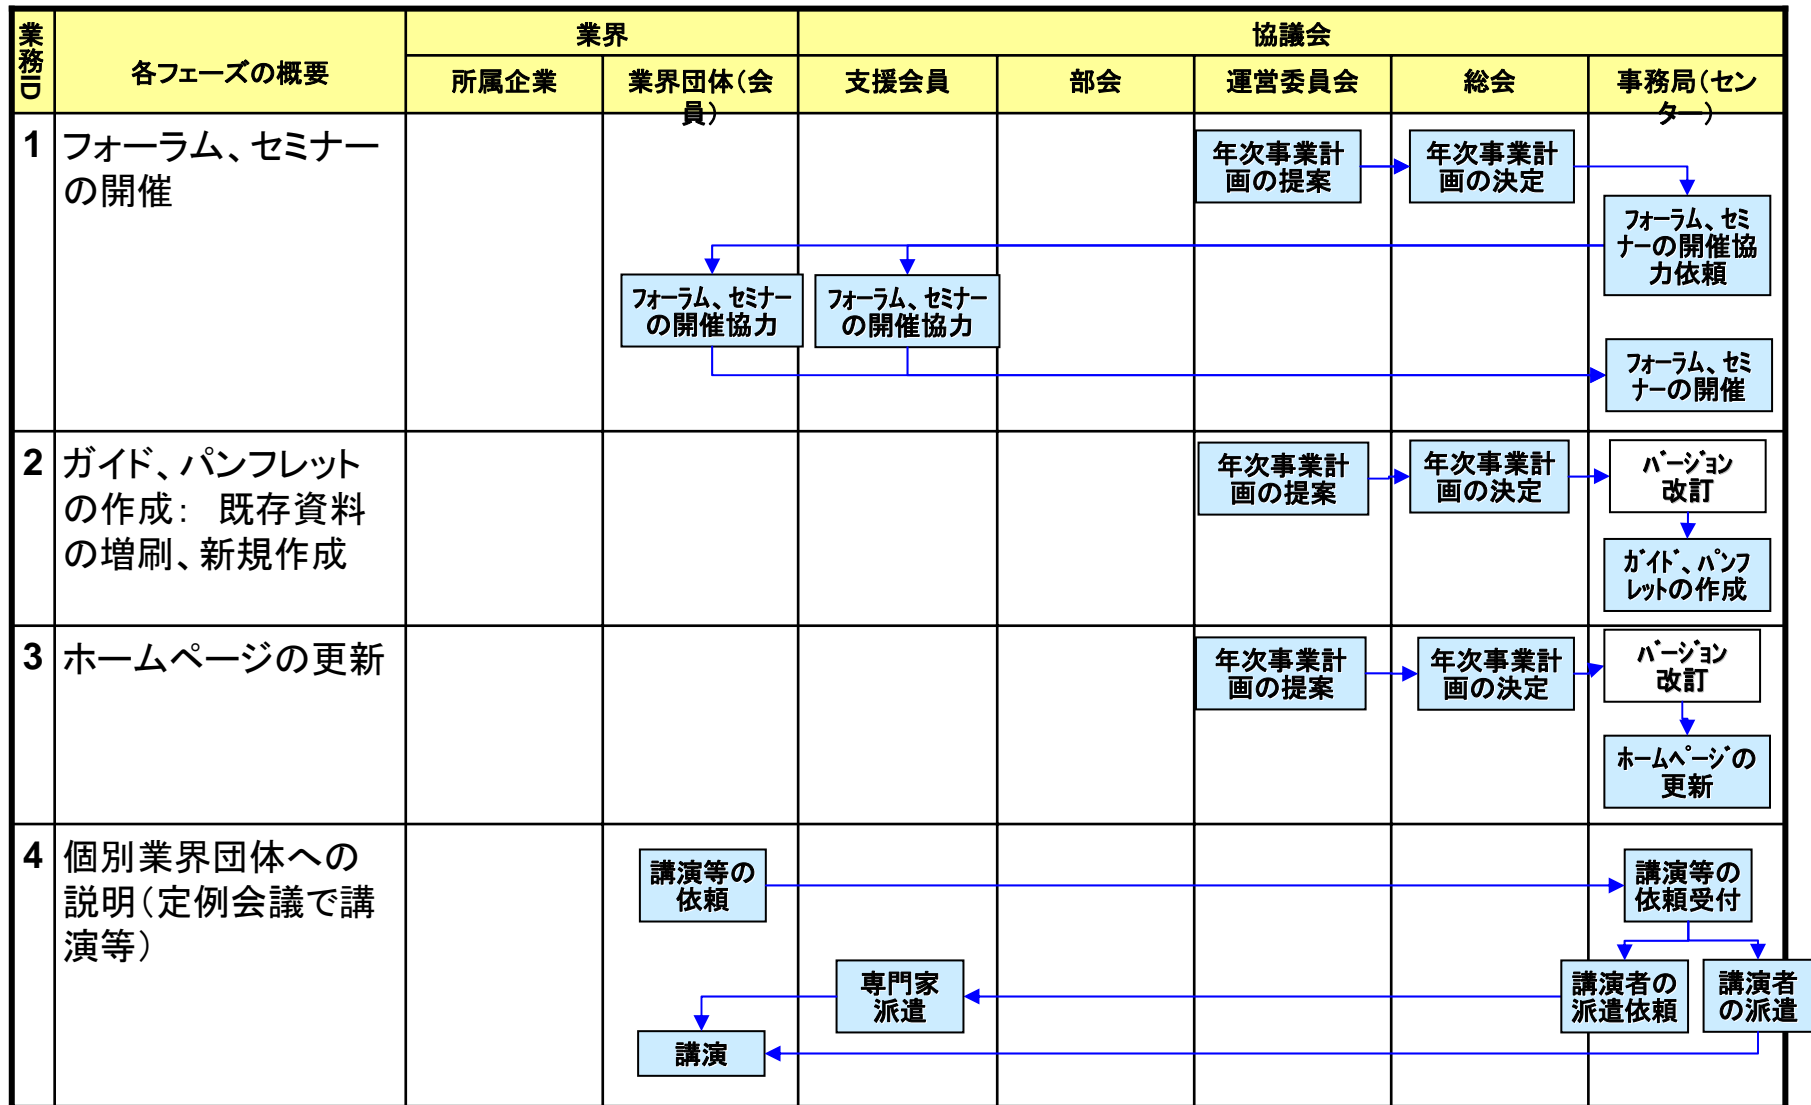 業務ID
各フェーズの概要
業界
協議会
所属企業
業界団体（会
員）
支援会員
部会
運営委員会
総会
事務局（セン
ター）
1
フォーラム、セミナー
の開催
年次事業計
画の提案
年次事業計
画の決定
フォーラム、セミ
ナーの開催協
力依頼
フォーラム、セミナー
の開催協力
フォーラム、セミナー
の開催協力
フォーラム、セミ
ナーの開催
2
ガイド、パンフレット
の作成：　既存資料
の増刷、新規作成
年次事業計
画の提案
年次事業計
画の決定
バージョン
改訂
ガイド、パンフ
レットの作成
3
ホームページの更新
年次事業計
画の提案
年次事業計
画の決定
バージョン
改訂
ホームページの
更新
4
個別業界団体への
説明（定例会議で講
演等）
講演等の
依頼
講演等の
依頼受付
専門家
派遣
講演者の
派遣依頼
講演者
の派遣
講演